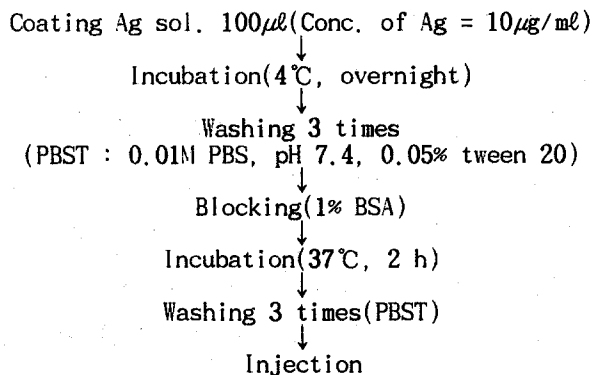 Coating Ag sol. 100μℓ(Conc. of Ag = 10μg/mℓ)
↓
Incubation(4℃, overnight)
↓
Washing 3 times
(PBST : 0.01M PBS, pH 7.4, 0.05% tween 20)
↓
Blocking(1% BSA)
↓
Incubation(37℃, 2 h)
↓
Washing 3 times(PBST)
↓
Injection